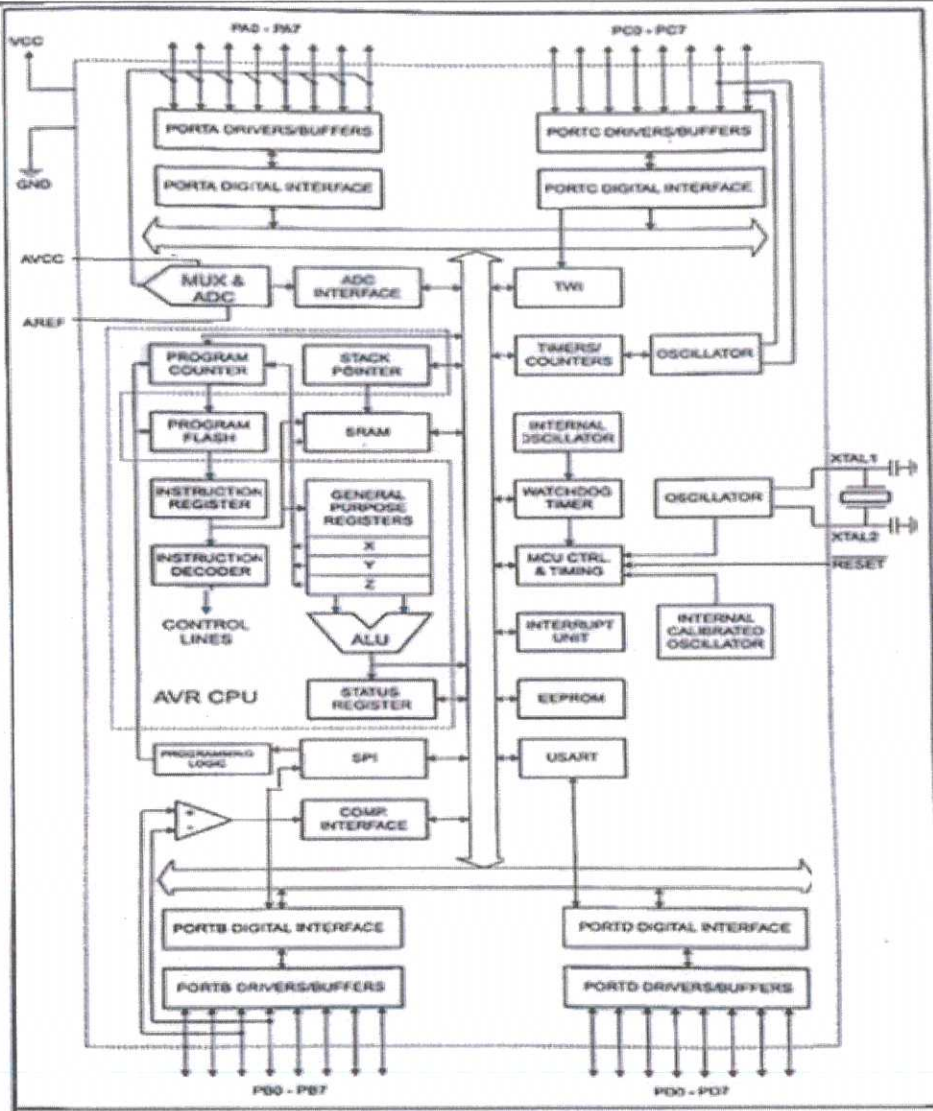 PA0 - PA7
PC0 - PC7
VCC
PORTA DRIVERS/BUFFERS
PORTC DRIVERS/BUFFERS
GND
PORTA DIGITAL INTERFACE
PORTC DIGITAL INTERFACE
AVCC
MUX &
ADC
ADC
INTERFACE
TWI
AREF
PROGRAM
COUNTER
STACK
POINTER
TIMERS/
COUNTERS
OSCILLATOR
PROGRAM
FLASH
SRAM
INTERNAL
OSCILLATOR
XTAL1
INSTRUCTION
REGISTER
GENERAL
PURPOSE
REGISTERS
WATCHDOG
TIMER
OSCILLATOR
XTAL2
X
INSTRUCTION
DECODER
Y
MCU CTRL.
& TIMING
RESET
Z
CONTROL
LINES
ALU
INTERRUPT
UNIT
INTERNAL
CALIBRATED
OSCILLATOR
AVR CPU
STATUS
REGISTER
EEPROM
PROGRAMMING
LOGIC
SPI
USART
+
-
COMP.
INTERFACE
PORTB DIGITAL INTERFACE
PORTD DIGITAL INTERFACE
PORTB DRIVERS/BUFFERS
PORTD DRIVERS/BUFFERS
PB0 - PB7
PD0 - PD7